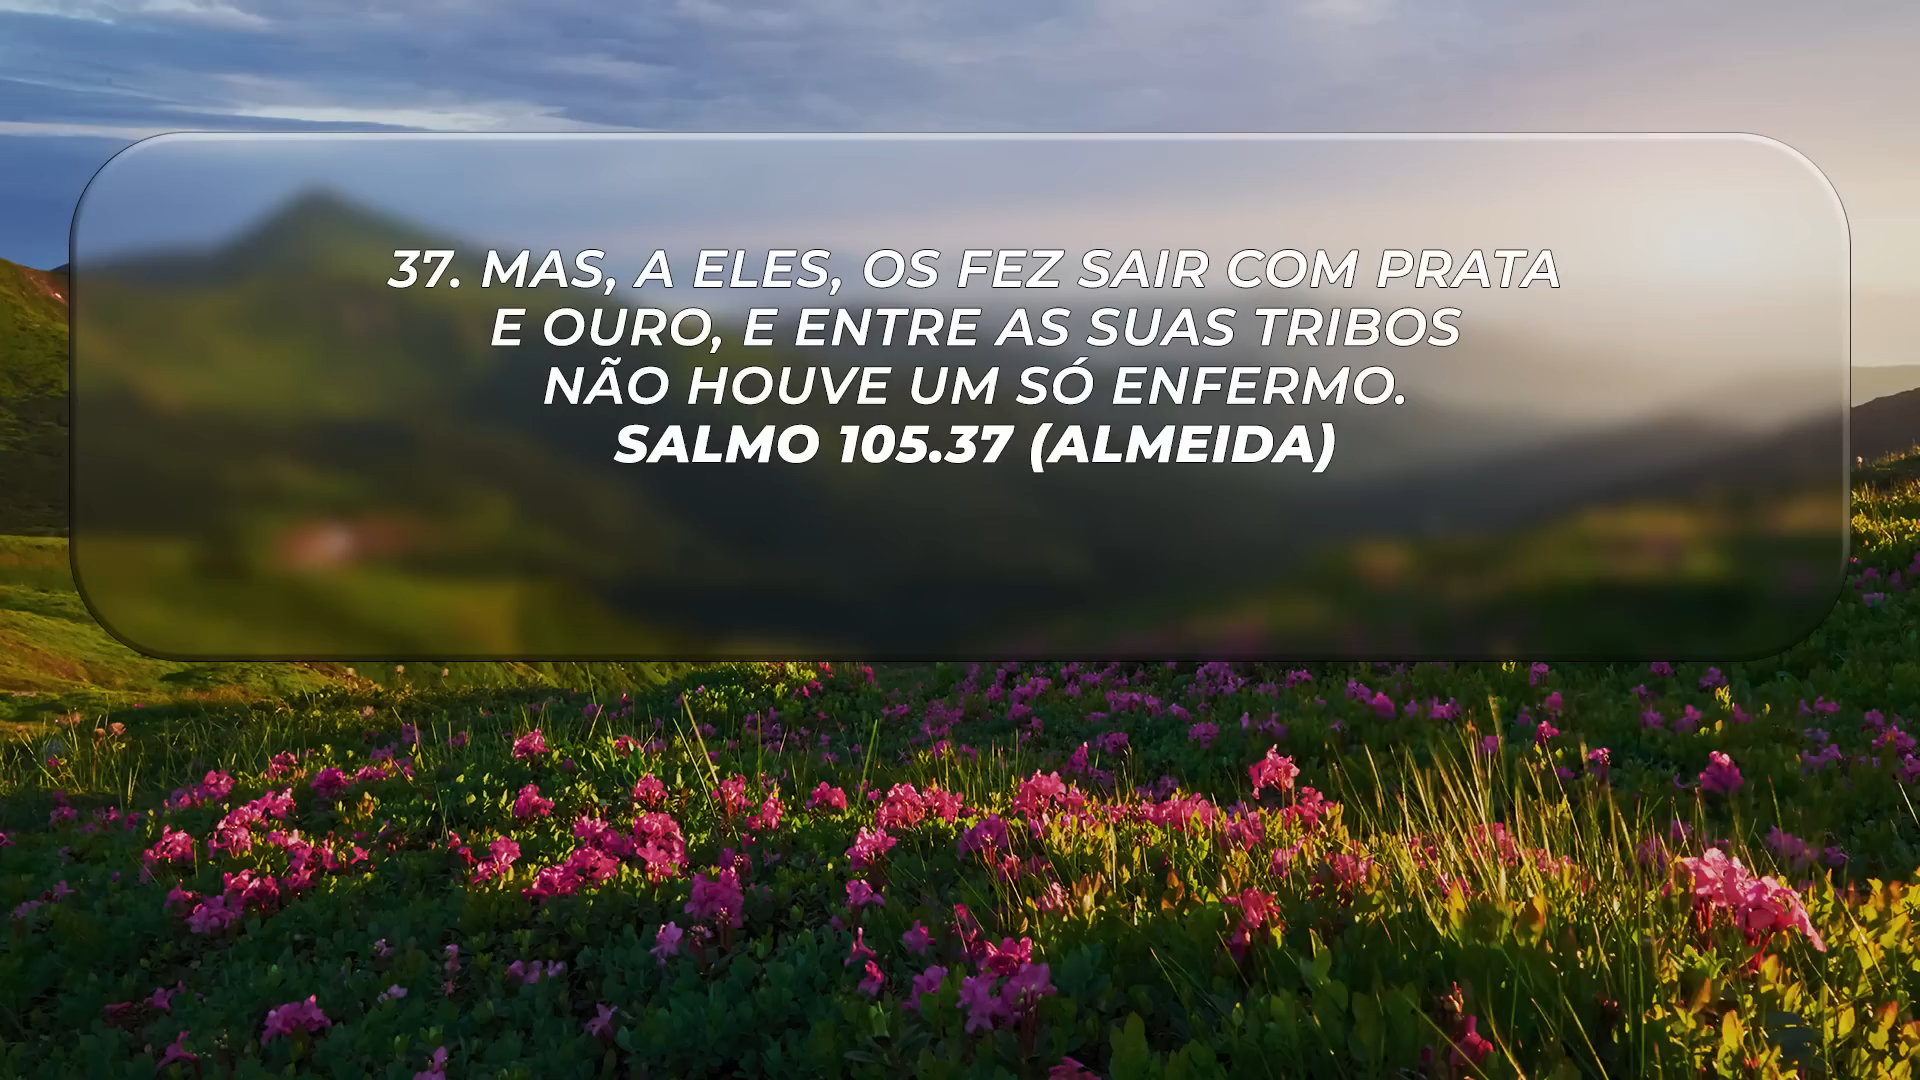 37. MAS, A ELES, OS FEZ SAIR COM PRATA
E OURO, E ENTRE AS SUAS TRIBOS
NÃO HOUVE UM SÓ ENFERMO.
SALMO 105.37 (ALMEIDA)